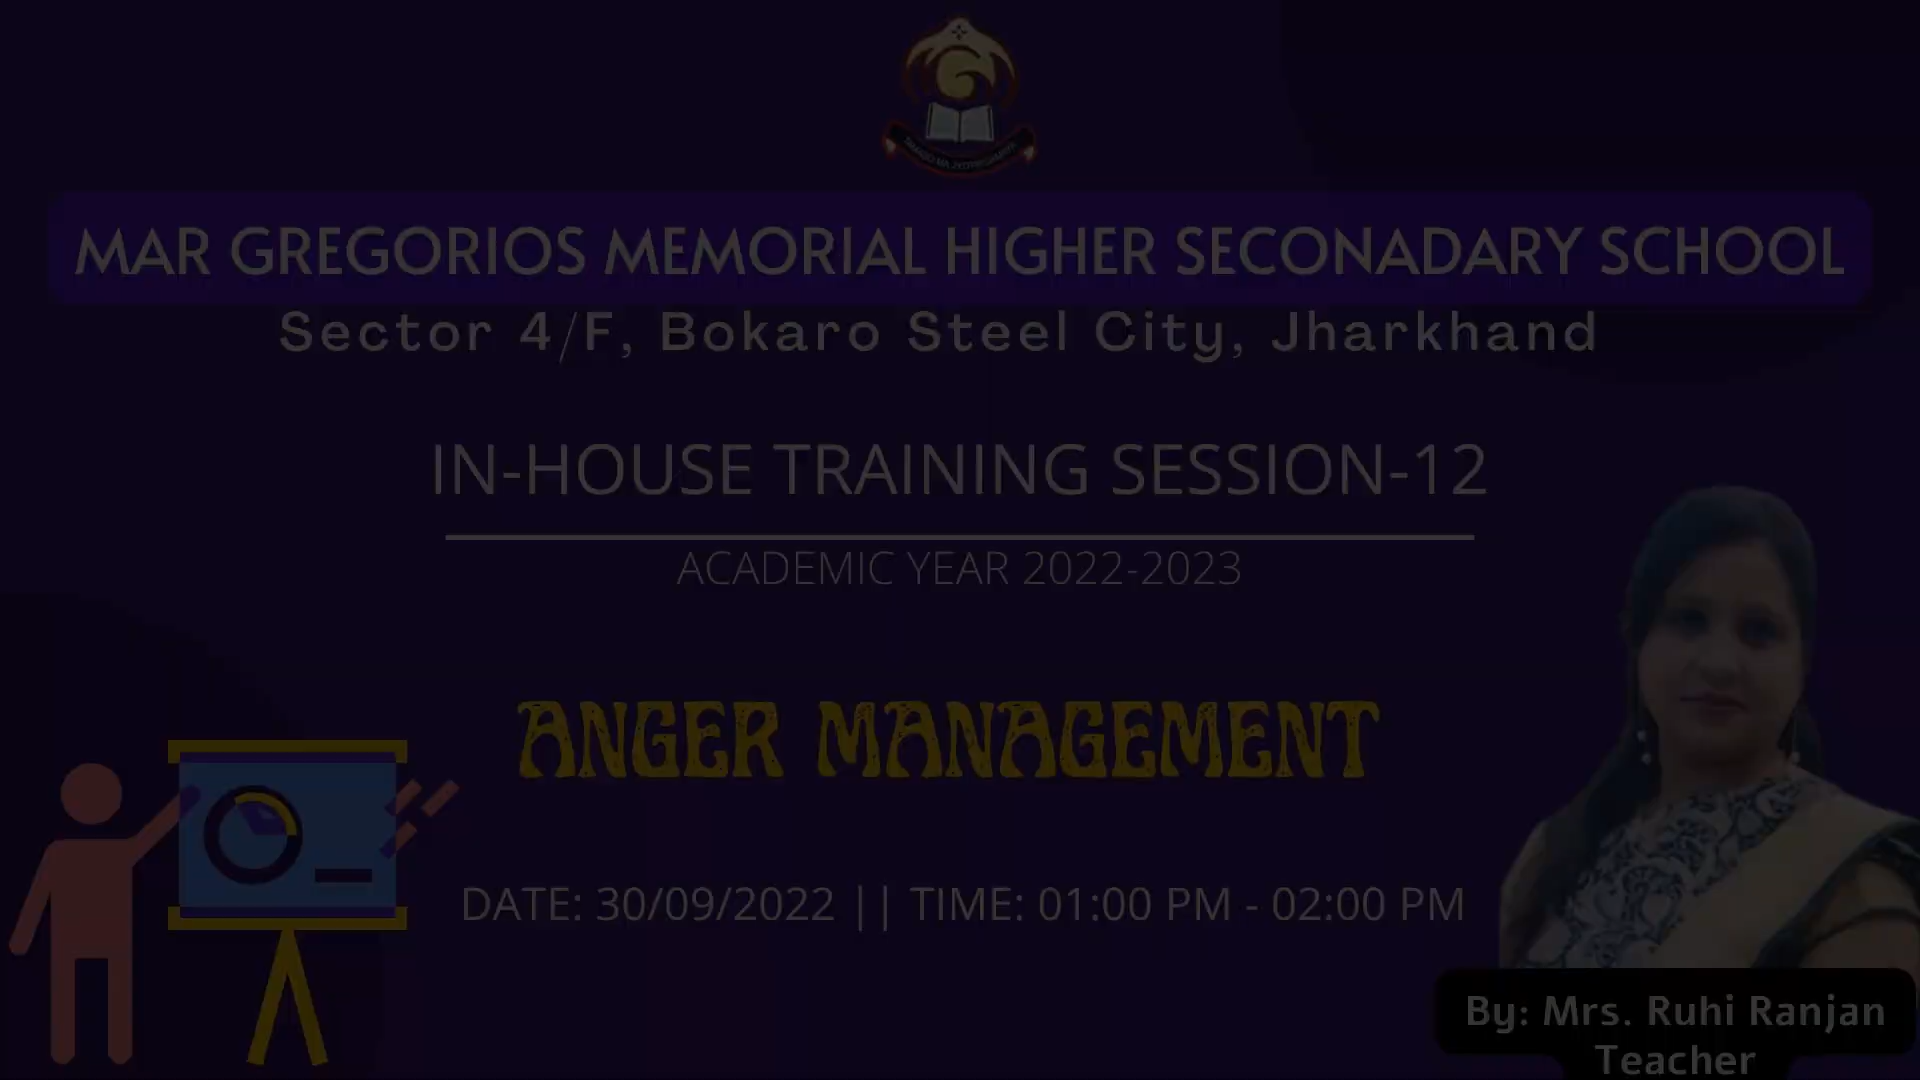 MAR GREGORIOS MEMORIAL HIGHER SECONADARY SCHOOL
Sector 4/F, Bokaro Steel City, Jharkhand
IN-HOUSE TRAINING SESSION-12
ACADEMIC YEAR 2022-2023
ANGER MANAGEMENT
DATE: 30/09/2022 || TIME: 01:00 PM - 02:00 PM
By: Mrs. Ruhi Ranjan
Teacher